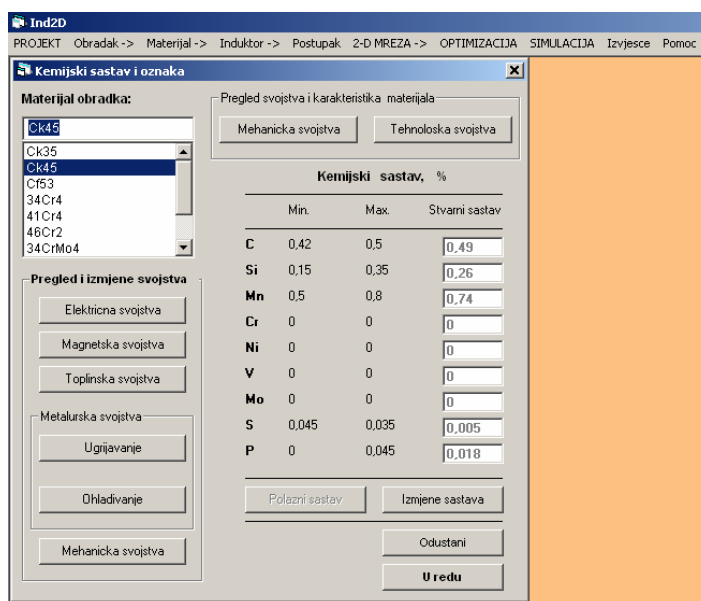 Ind2D
PROJEKT Obradak -> Materijal -> Induktor -> Postupak 2-D MREZA -> OPTIMIZACIJA SIMULACIJA Izvjesce Pomoc
Kemijski sastav i oznaka
Materijal obradka:
Ck45
Ck35
Ck45
Cf53
34Cr4
41Cr4
46Cr2
34CrMo4
Pregled i izmjene svojstva
Elektricna svojstva
Magnetska svojstva
Toplinska svojstva
Metalurska svojstva
Ugrijavanje
Ohladivanje
Mehanicka svojstva
Pregled svojstva i karakteristika materijala
Mehanicka svojstva Tehnoloska svojstva
Kemijski sastav, %
Min. Max. Stvarni sastav
C 0,42 0,5 0,49
Si 0,15 0,35 0,26
Mn 0,5 0,8 0,74
Cr 0 0 0
Ni 0 0 0
V 0 0 0
Mo 0 0 0
S 0,045 0,035 0,005
P 0 0,045 0,018
Polazni sastav Izmjene sastava
Odustani
U redu